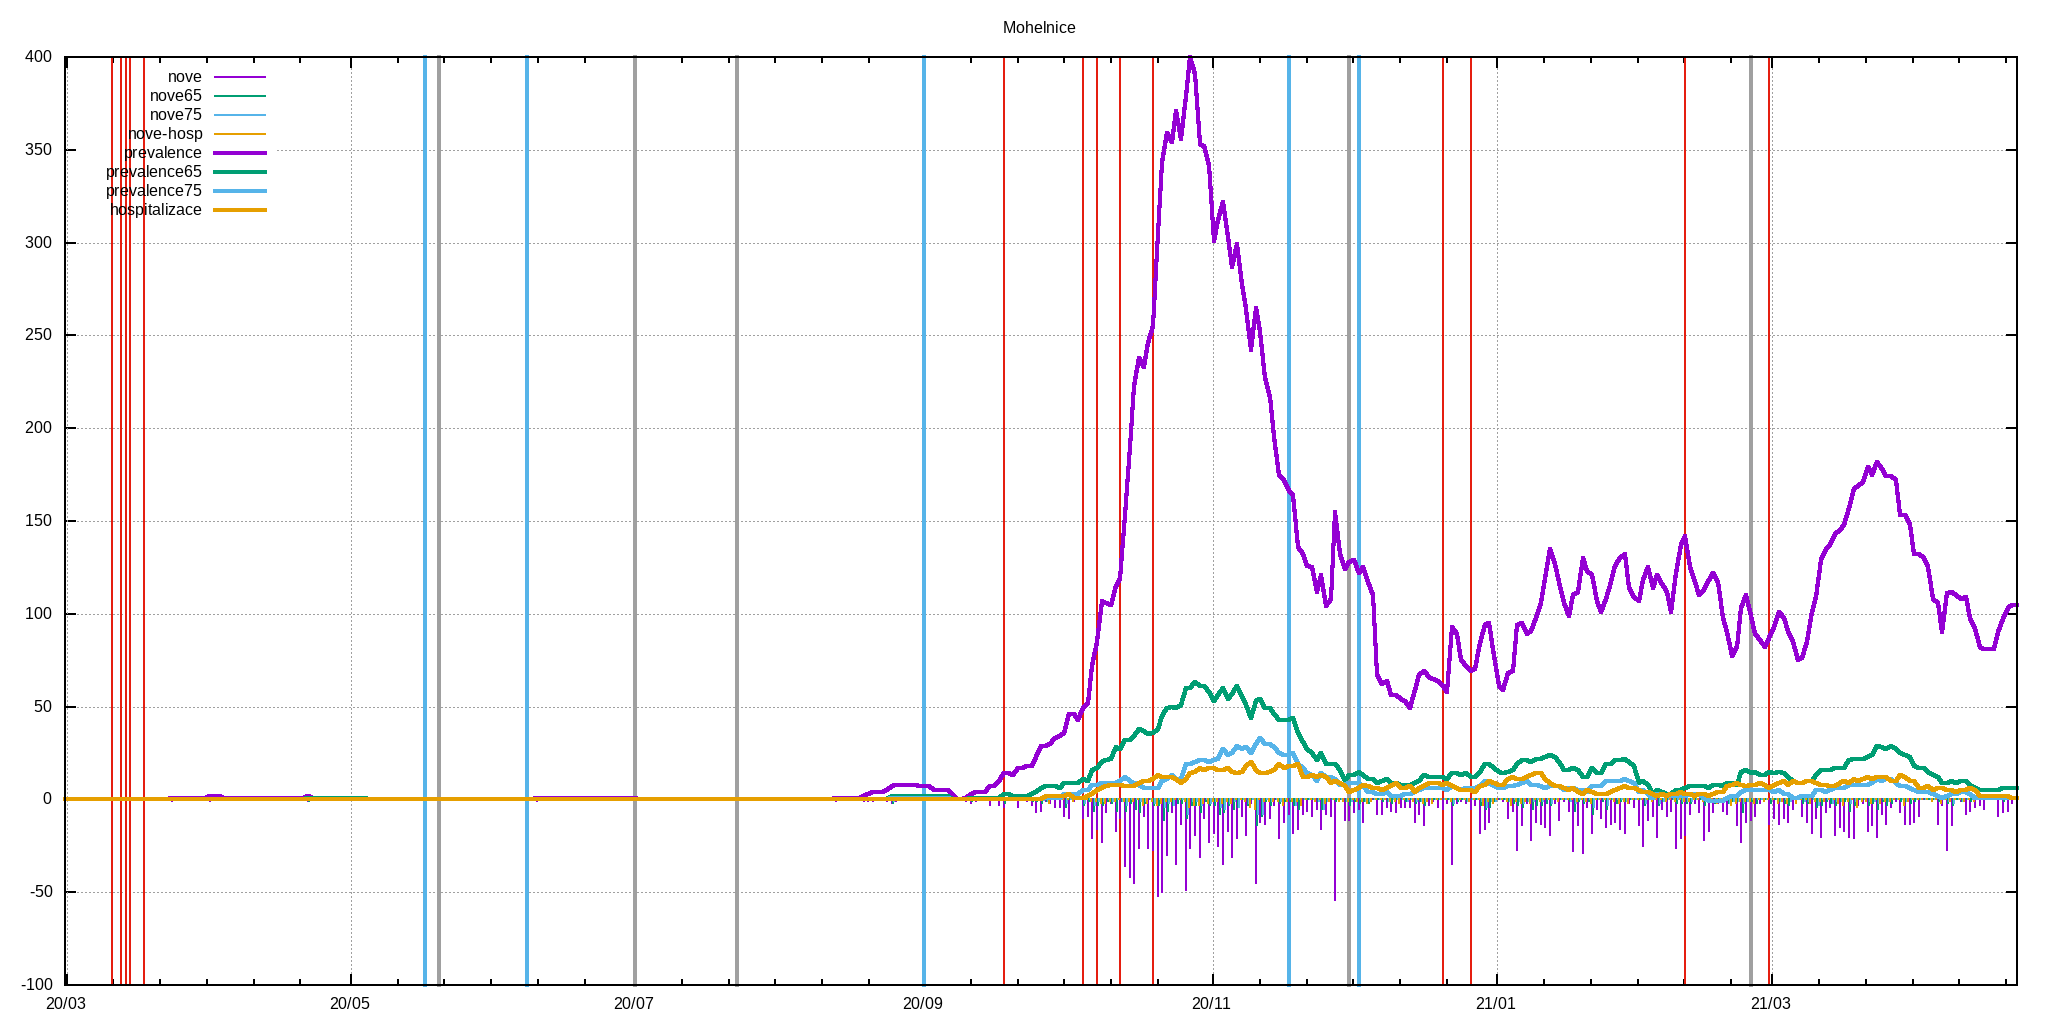 Mohelnice
400
350
300
250
200
150
100
50
0
-50
-100
nove
nove65
nove75
nove-hosp
prevalence
prevalence65
prevalence75
hospitalizace
20/03 20/05 20/07 20/09 20/11 21/01 21/03